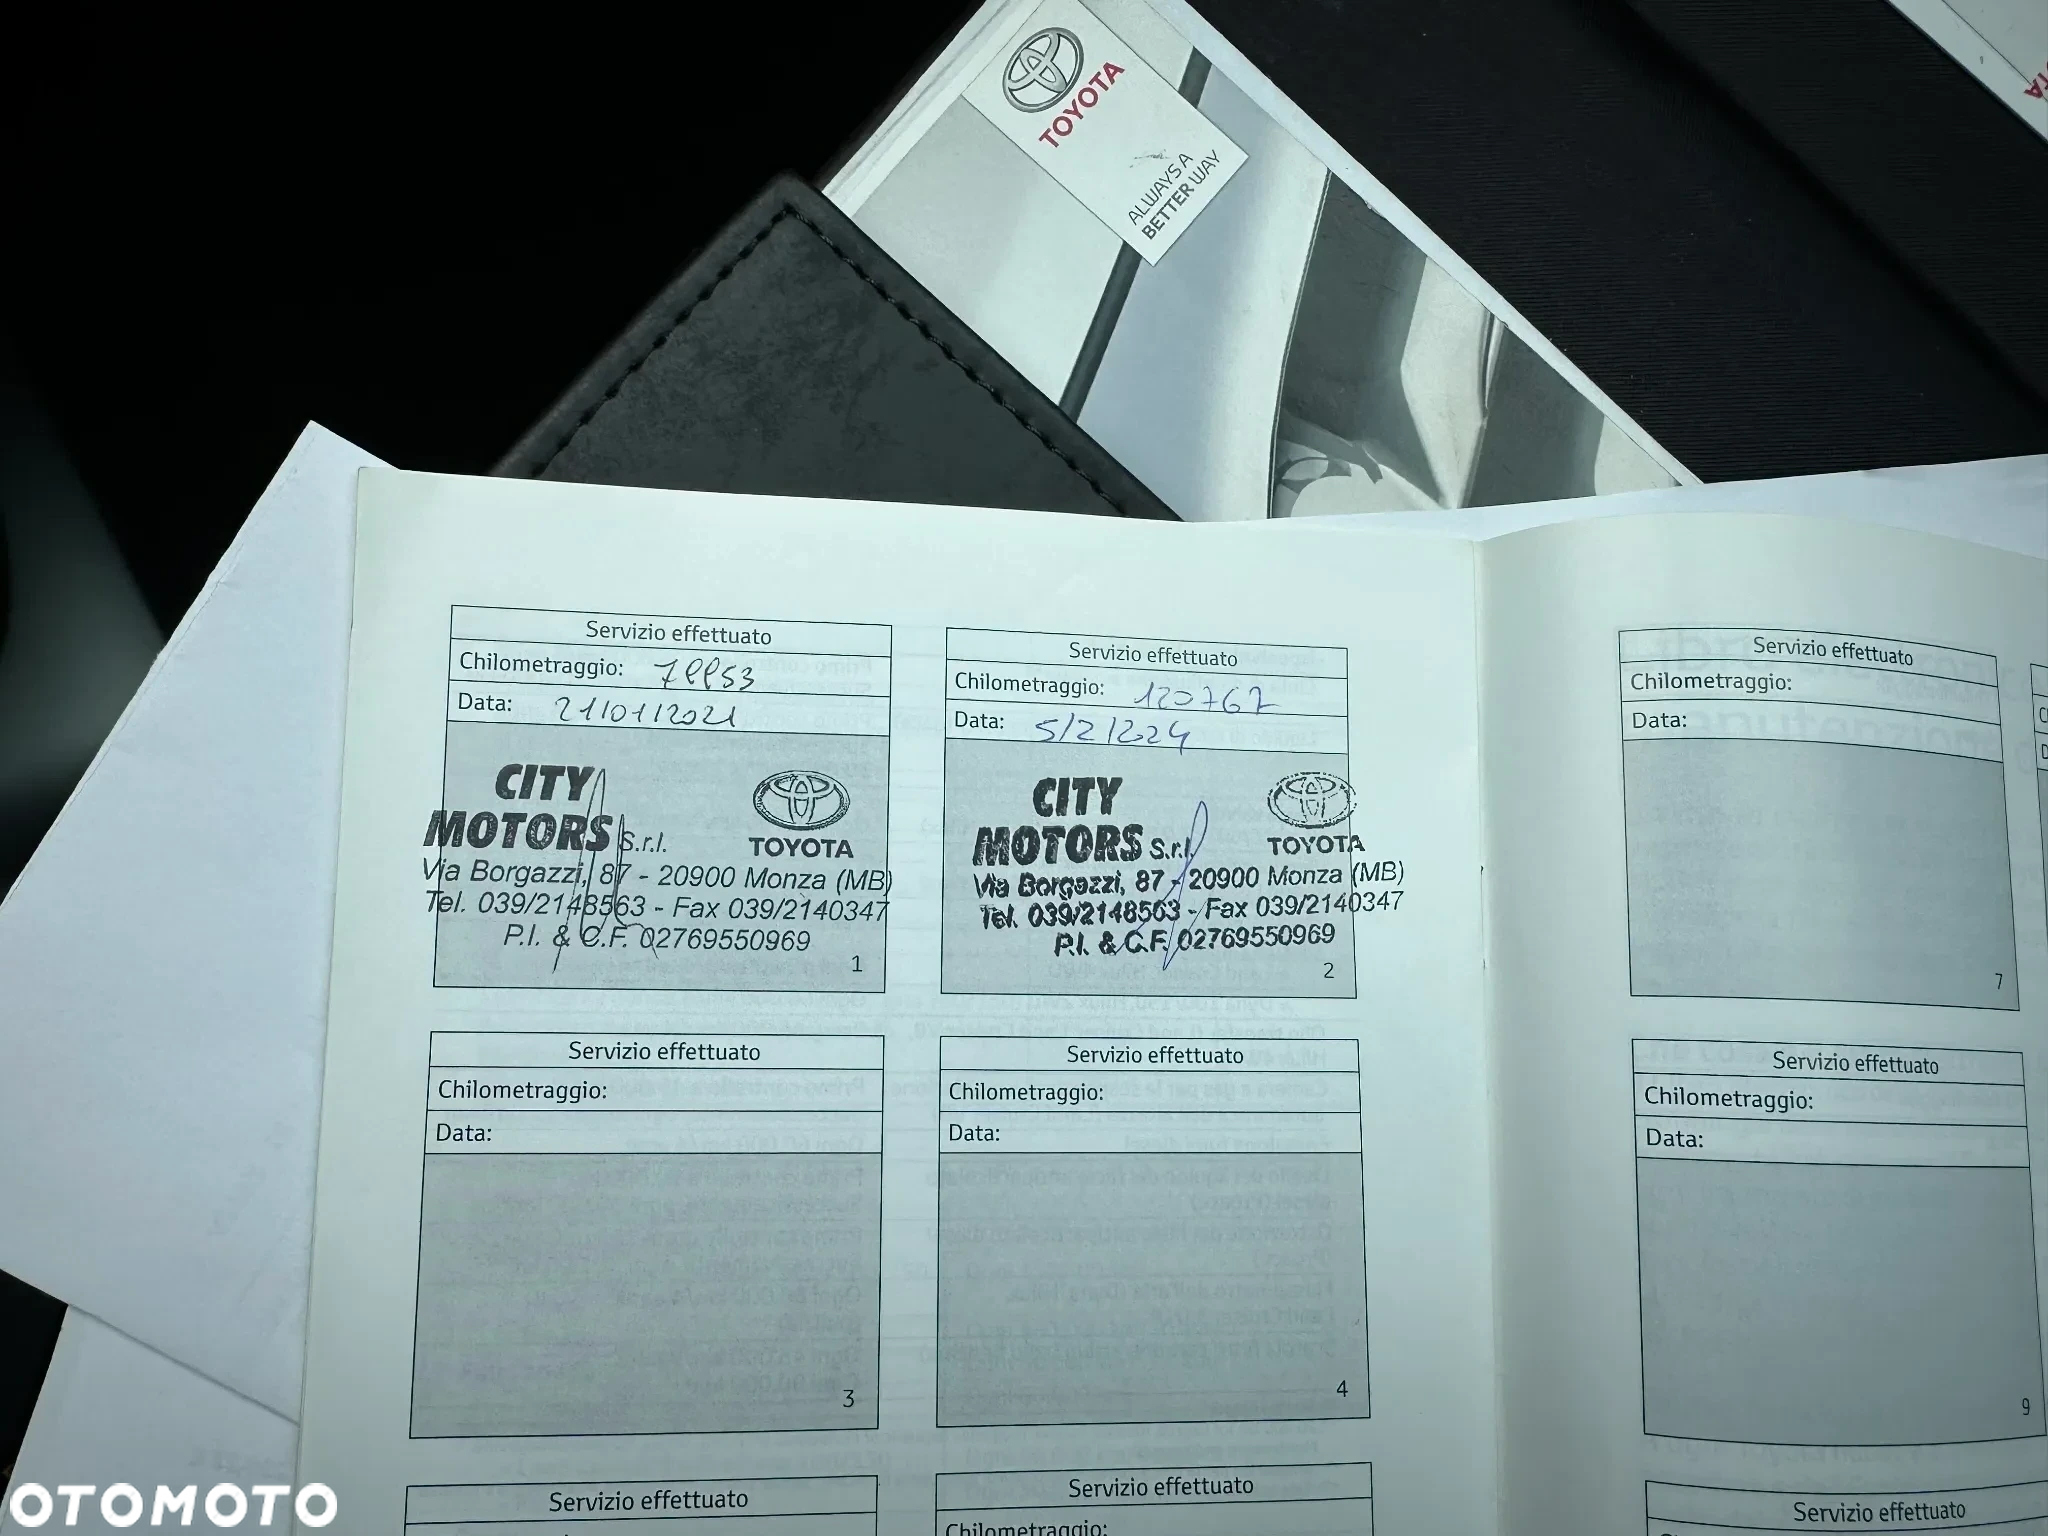 TOYOTA
ALWAYS A
BETTER WAY
Servizio effettuato
Chilometraggio:
Data: 21/01/2021
CITY
MOTORS S.r.l.
TOYOTA
Via Borgazzi, 87 - 20900 Monza (MB)
Tel. 039/2148563 - Fax 039/2140347
P.I. & C.F. 02769550969
1
Servizio effettuato
Chilometraggio: 120767
Data: 5/2/2024
CITY
MOTORS S.r.l.
TOYOTA
Via Borgazzi, 87 - 20900 Monza (MB)
Tel. 039/2148563 - Fax 039/2140347
P.I. & C.F. 02769550969
2
Servizio effettuato
Chilometraggio:
Data:
7
Servizio effettuato
Chilometraggio:
Data:
3
Servizio effettuato
Chilometraggio:
Data:
4
Servizio effettuato
Chilometraggio:
Data:
9
Servizio effettuato
Servizio effettuato
Chilometraggio:
Servizio effettuato
OTOMOTO